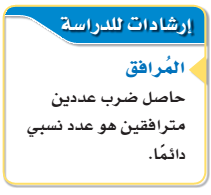 إرشادات للدراسة
المُرافق
حاصل ضرب عددين
مترافقين هو عدد نسبي
دائمًا.